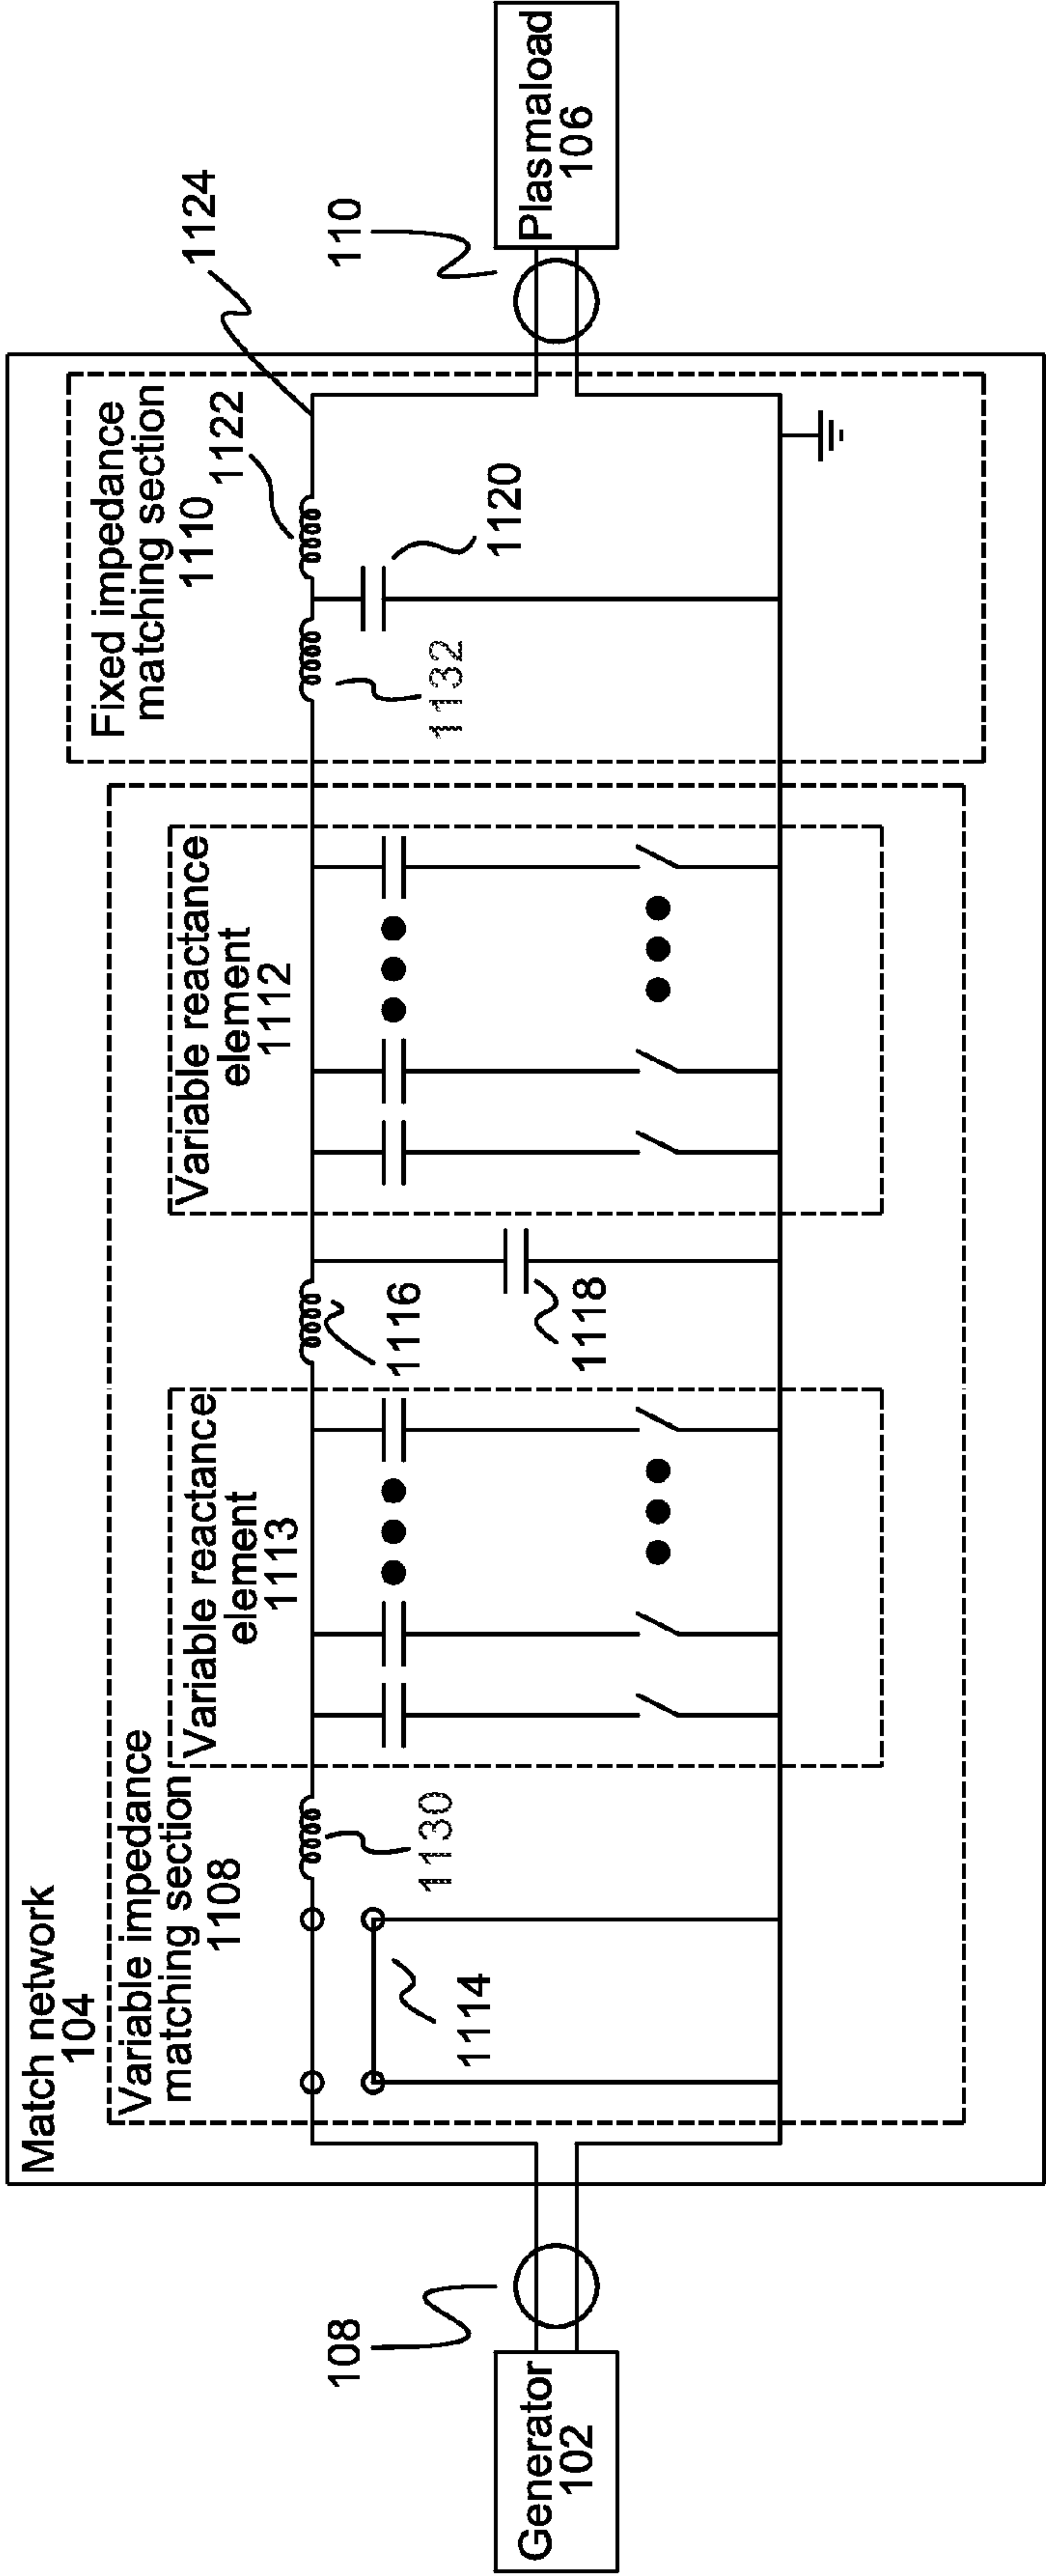 Match network
104
Variable impedance
matching section
1108
Variable reactance
element
1113
Variable reactance
element
1112
Fixed impedance
matching section
1110
1122
1124
110
108
Generator
102
1114
1130
1116
1118
1132
1120
Plasmaload
106